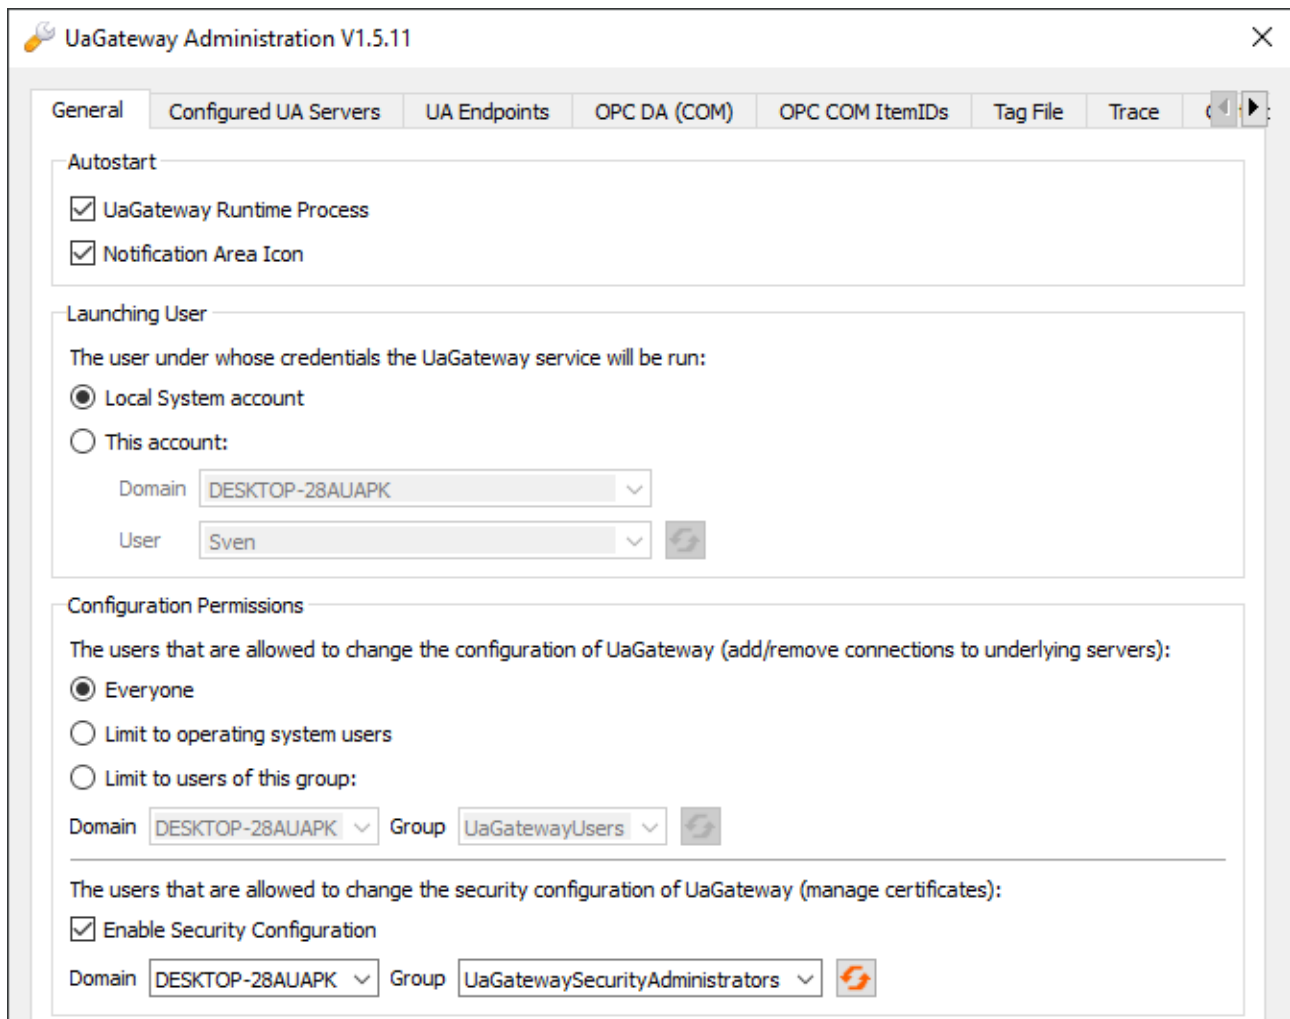 UaGateway Administration V1.5.11
General Configured UA Servers UA Endpoints OPC DA (COM) OPC COM ItemIDs Tag File Trace
Autostart
UaGateway Runtime Process
Notification Area Icon
Launching User
The user under whose credentials the UaGateway service will be run:
Local System account
This account:
Domain DESKTOP-28AUAPK
User Sven
Configuration Permissions
The users that are allowed to change the configuration of UaGateway (add/remove connections to underlying servers):
Everyone
Limit to operating system users
Limit to users of this group:
Domain DESKTOP-28AUAPK Group UaGatewayUsers
The users that are allowed to change the security configuration of UaGateway (manage certificates):
Enable Security Configuration
Domain DESKTOP-28AUAPK Group UaGatewaySecurityAdministrators